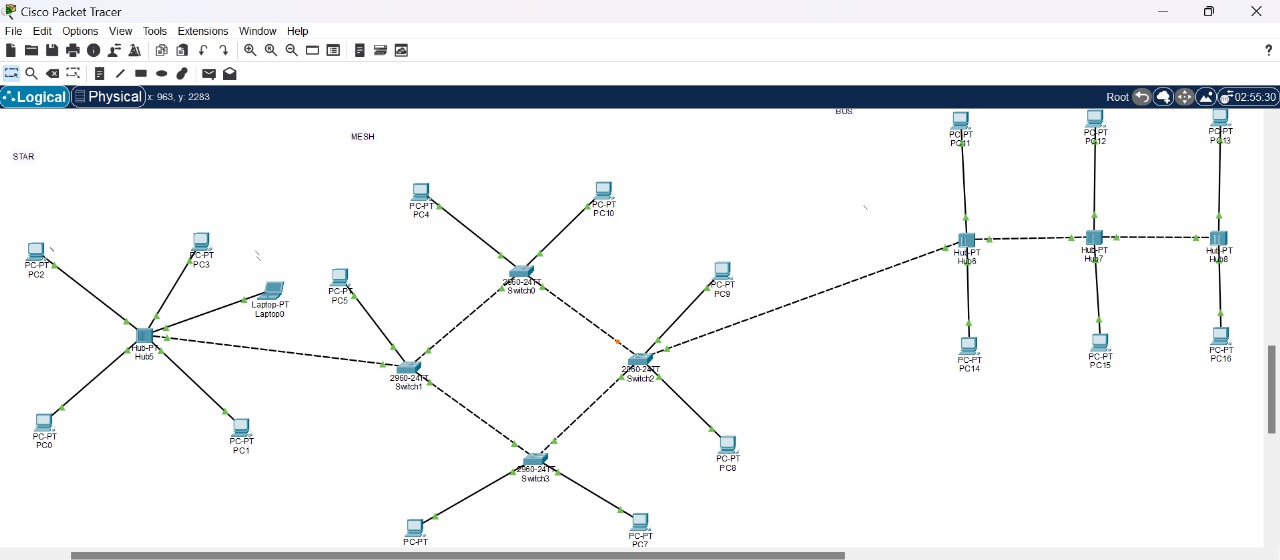 Cisco Packet Tracer
File Edit Options View Tools Extensions Window Help
?
Logical Physical x: 963, y: 2283 Root 02:55:30
BUS
MESH
STAR
PC-PT
PC11
PC-PT
PC12
PC-PT
PC13
PC-PT
PC4
PC-PT
PC10
PC-PT
PC2
PC-PT
PC3
Laptop-PT
Laptop0
PC-PT
PC5
2960-24TT
Switch0
PC-PT
PC9
Hub-PT
Hub6
Hub-PT
Hub7
Hub-PT
Hub8
Hub-PT
Hub5
2960-24TT
Switch1
2960-24TT
Switch2
PC-PT
PC14
PC-PT
PC15
PC-PT
PC16
PC-PT
PC0
PC-PT
PC1
PC-PT
PC8
2960-24TT
Switch3
PC-PT
PC-PT
PC7